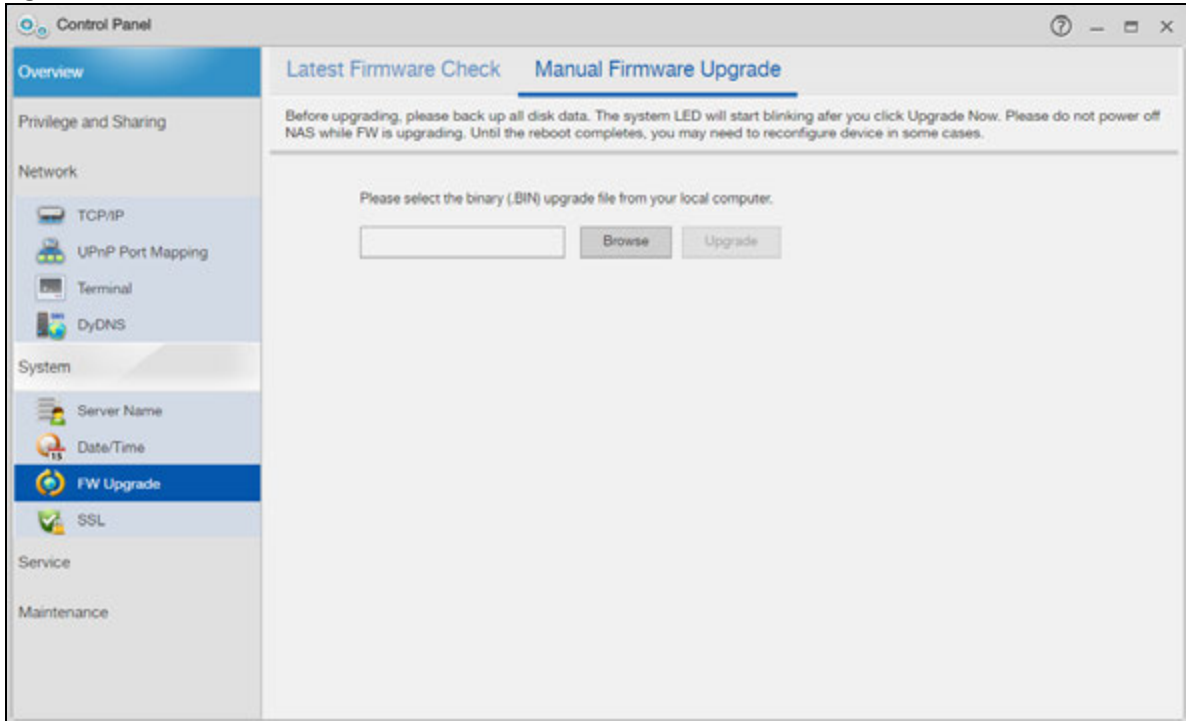 Control Panel
Overview
Privilege and Sharing
Network
TCP/IP
UPnP Port Mapping
Terminal
DyDNS
System
Server Name
Date/Time
FW Upgrade
SSL
Service
Maintenance
Latest Firmware Check Manual Firmware Upgrade
Before upgrading, please back up all disk data. The system LED will start blinking afer you click Upgrade Now. Please do not power off
NAS while FW is upgrading. Until the reboot completes, you may need to reconfigure device in some cases.
Please select the binary (.BIN) upgrade file from your local computer.
Browse Upgrade